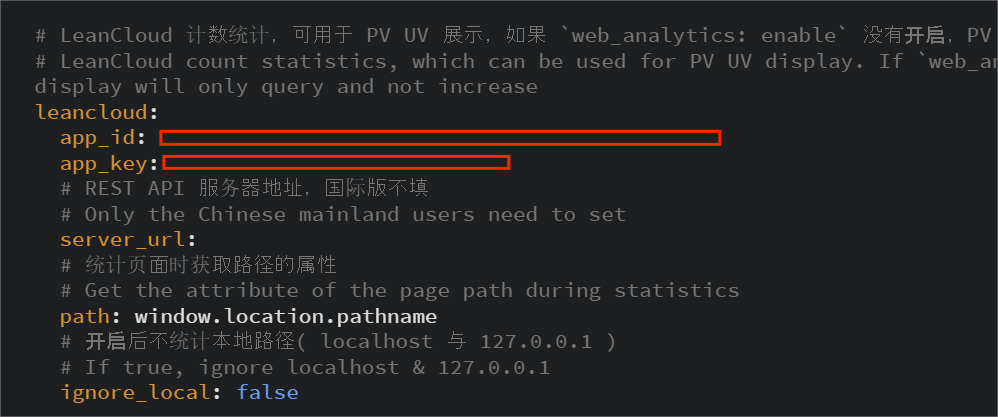 # LeanCloud 计数统计，可用于 PV UV 展示，如果 `web_analytics: enable` 没有开启，PV
# LeanCloud count statistics, which can be used for PV UV display. If `web_an
display will only query and not increase
leancloud:
app_id:
app_key:
# REST API 服务器地址，国际版不填
# Only the Chinese mainland users need to set
server_url:
# 统计页面时获取路径的属性
# Get the attribute of the page path during statistics
path: window.location.pathname
# 开启后不统计本地路径( localhost 与 127.0.0.1 )
# If true, ignore localhost & 127.0.0.1
ignore_local: false